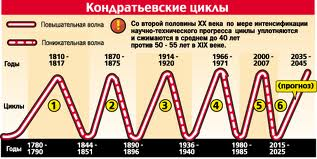 Кондратьевские циклы
Повышательная волна
Понижательная волна
Со второй половины XX века по мере интенсификации
научно-технического прогресса циклы уплотняются
и сжимаются в среднем до 40 лет
против 50 - 55 лет в XIX веке.
Годы
1810 - 1817
1870 - 1875
1914 - 1920
1966 - 1971
2000 - 2007
2035 - 2045
(прогноз)
Циклы
1
2
3
4
5
6
Годы
1780 - 1790
1844 - 1851
1890 - 1896
1936 - 1940
1980 - 1985
2015 - 2025